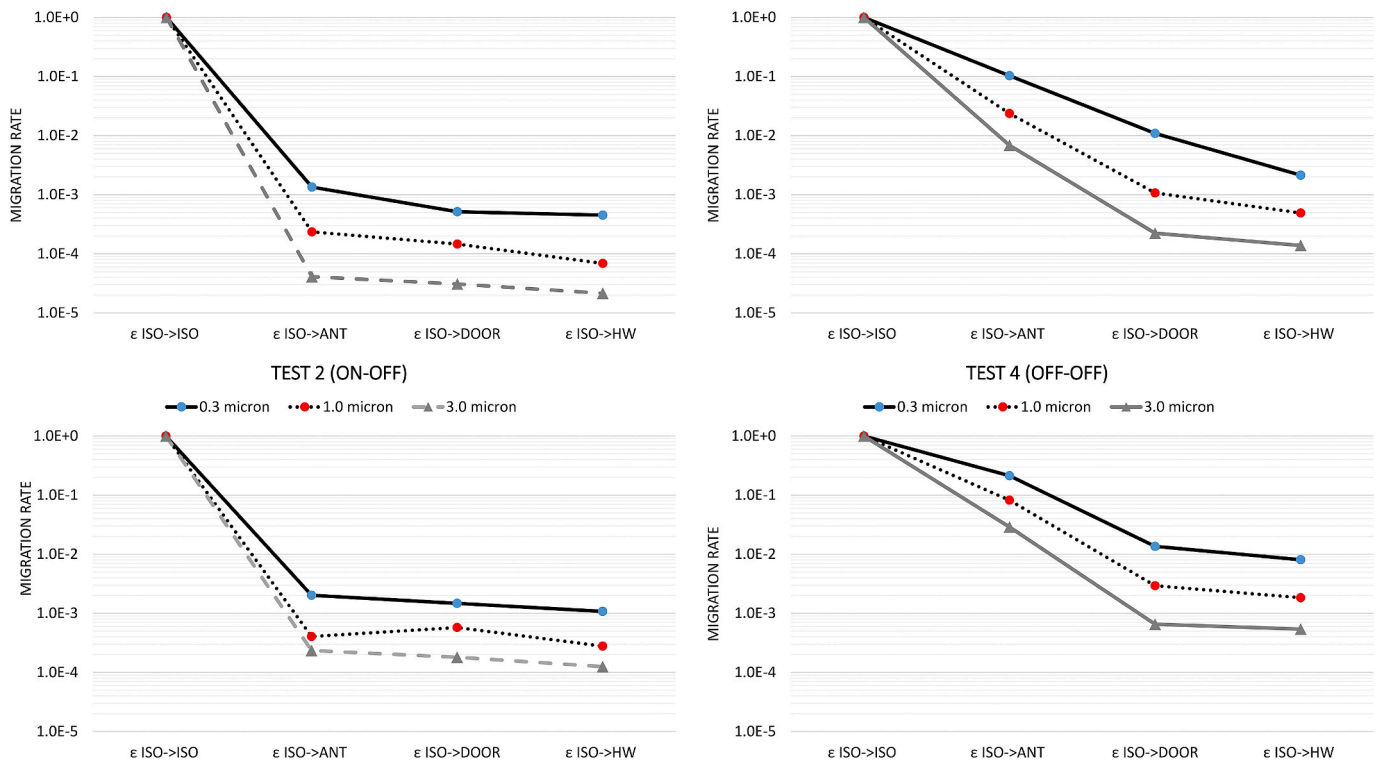 1.0E+0
1.0E-1
1.0E-2
1.0E-3
1.0E-4
1.0E-5
MIGRATION RATE
ε ISO->ISO ε ISO->ANT ε ISO->DOOR ε ISO->HW
1.0E+0
1.0E-1
1.0E-2
1.0E-3
1.0E-4
1.0E-5
MIGRATION RATE
ε ISO->ISO ε ISO->ANT ε ISO->DOOR ε ISO->HW
TEST 2 (ON-OFF)
0.3 micron 1.0 micron 3.0 micron
1.0E+0
1.0E-1
1.0E-2
1.0E-3
1.0E-4
1.0E-5
MIGRATION RATE
ε ISO->ISO ε ISO->ANT ε ISO->DOOR ε ISO->HW
TEST 4 (OFF-OFF)
0.3 micron 1.0 micron 3.0 micron
1.0E+0
1.0E-1
1.0E-2
1.0E-3
1.0E-4
1.0E-5
MIGRATION RATE
ε ISO->ISO ε ISO->ANT ε ISO->DOOR ε ISO->HW